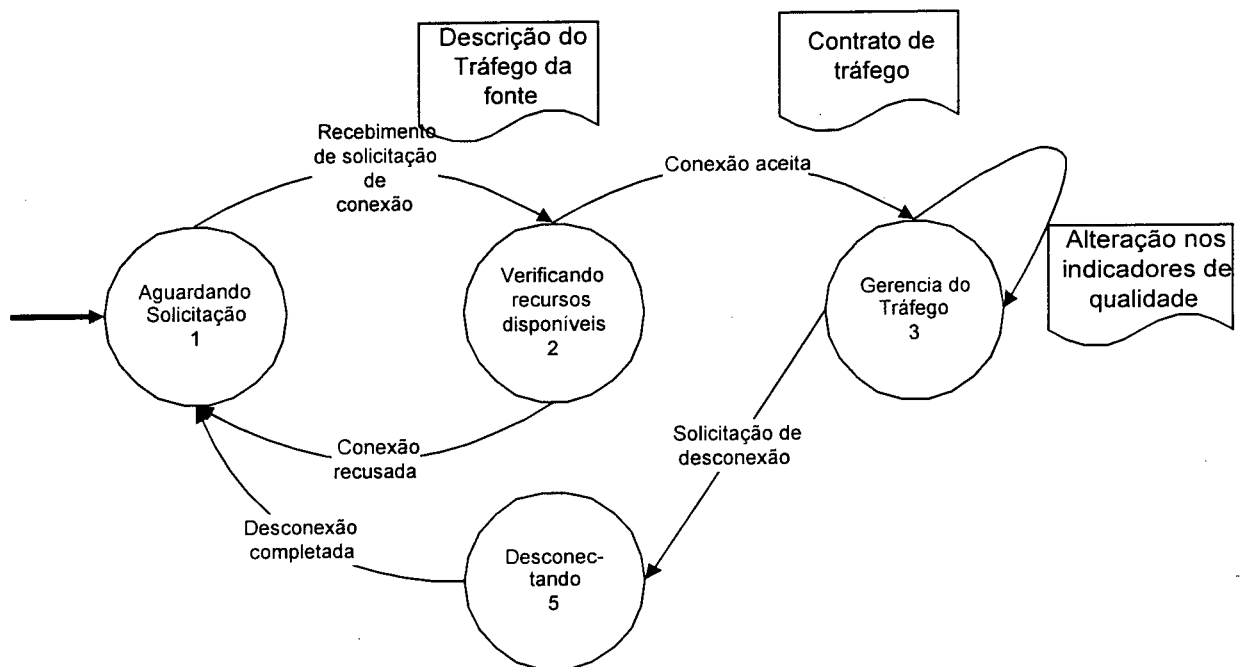 Descrição do
Tráfego da
fonte
Contrato de
tráfego
Recebimento
de solicitação
de
conexão
Conexão aceita
Alteração nos
indicadores de
qualidade
Aguardando
Solicitação
1
Verificando
recursos
disponíveis
2
Gerencia do
Tráfego
3
Conexão
recusada
Solicitação de
desconexão
Desconexão
completada
Desconec-
tando
5